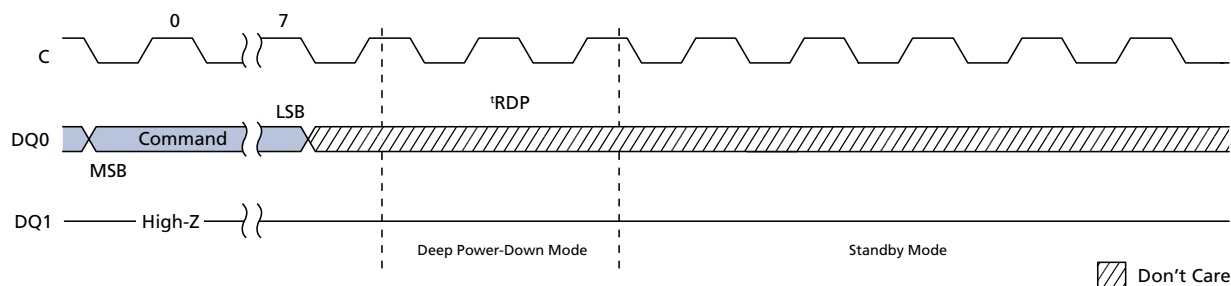 0 7
C
LSB
ᵗRDP
DQ0 Command
MSB
DQ1 High-Z
Deep Power-Down Mode Standby Mode
Don't Care